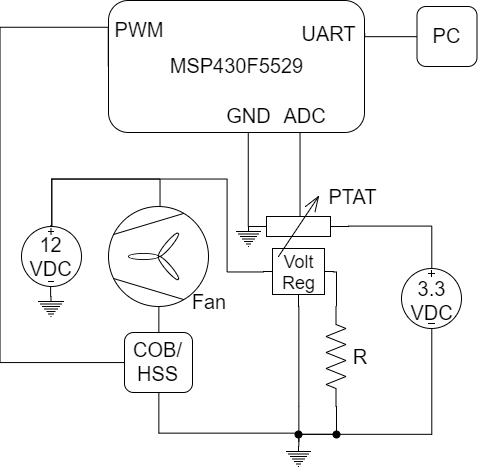 PWM
UART
PC
MSP430F5529
GND
ADC
PTAT
12
VDC
+
-
Volt
Reg
Fan
3.3
VDC
+
-
COB/
HSS
R